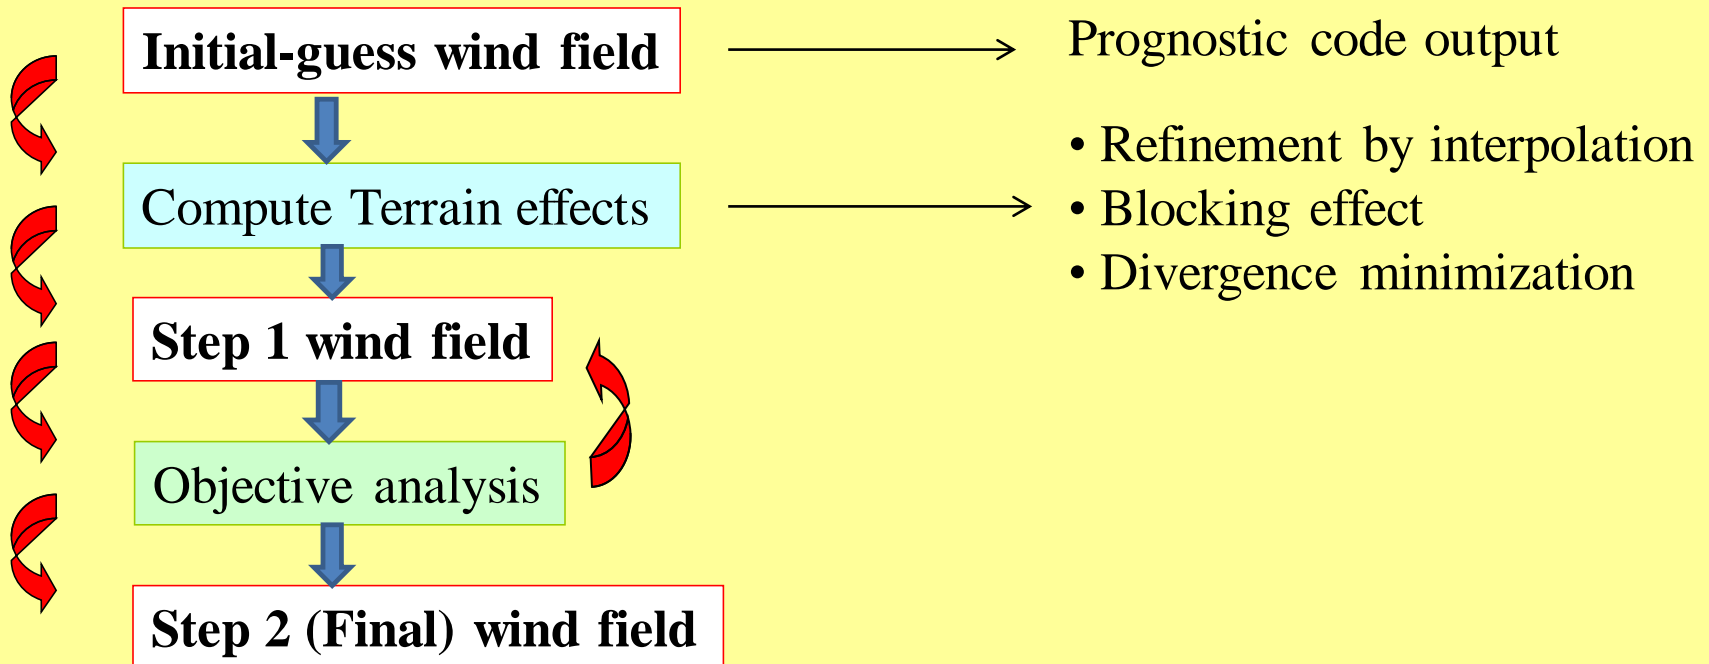 Initial-guess wind field
Prognostic code output
Compute Terrain effects
• Refinement by interpolation
• Blocking effect
• Divergence minimization
Step 1 wind field
Objective analysis
Step 2 (Final) wind field